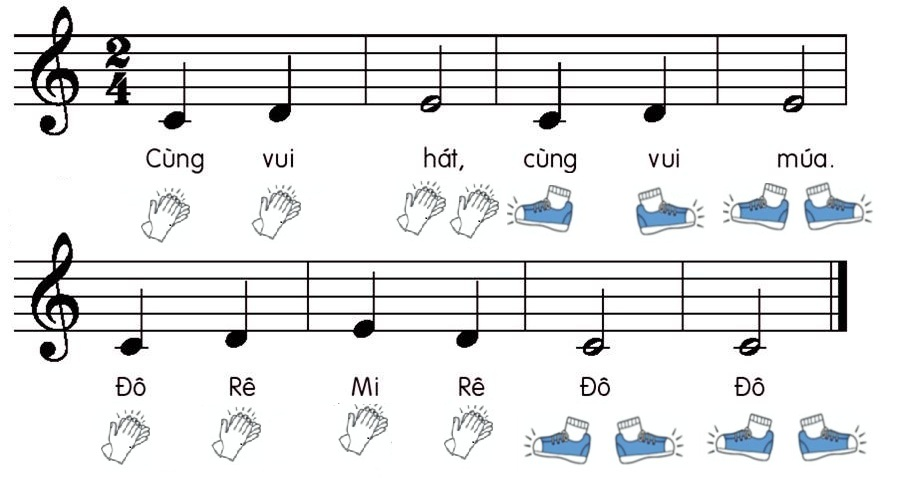 2
4
Cùng vui hát, cùng vui múa.
Đô Rê Mi Rê Đô Đô